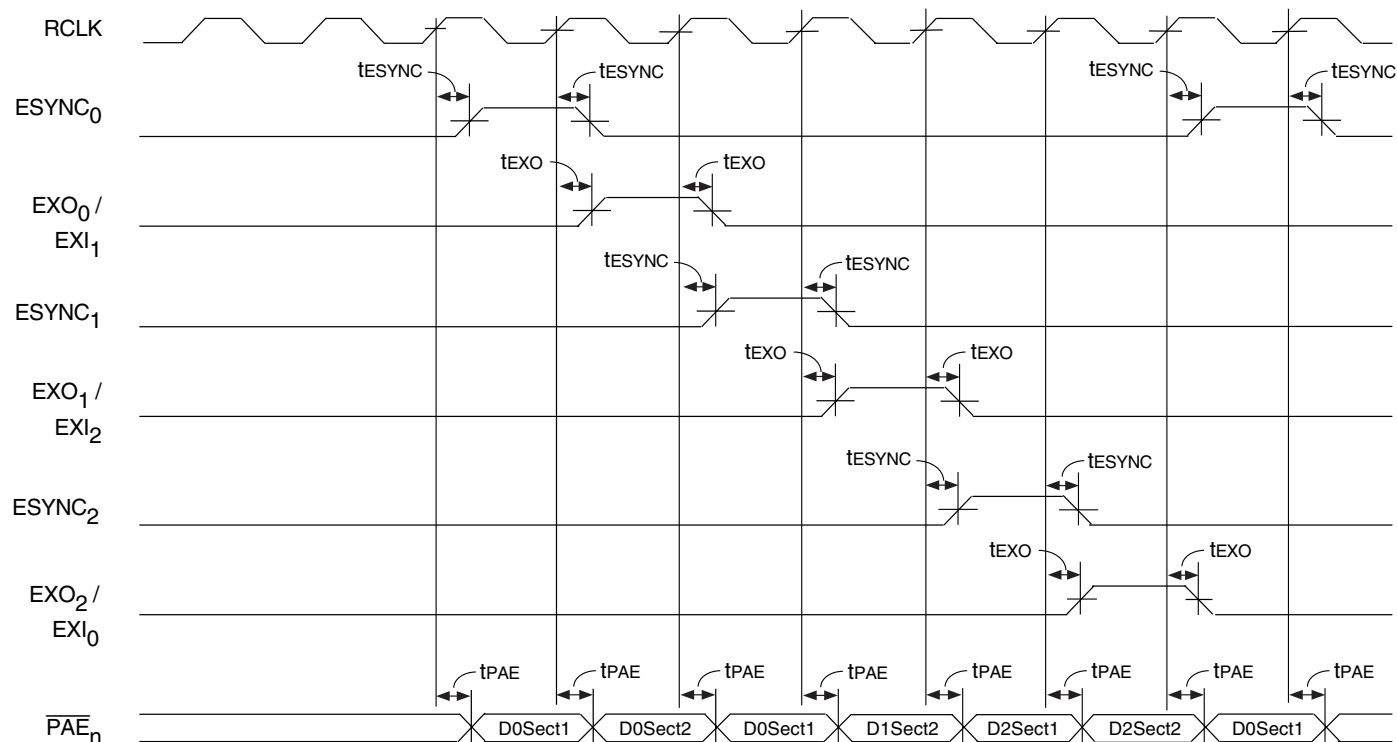 RCLK
tESYNC tESYNC tESYNC tESYNC
ESYNC0
tEXO tEXO
EXO0 /
EXI1
tESYNC tESYNC
ESYNC1
tEXO tEXO
EXO1 /
EXI2
tESYNC tESYNC
ESYNC2
tEXO tEXO
EXO2 /
EXI0
tPAE tPAE tPAE tPAE tPAE tPAE tPAE tPAE
PAEn D0Sect1 D0Sect2 D0Sect1 D1Sect2 D2Sect1 D2Sect2 D0Sect1